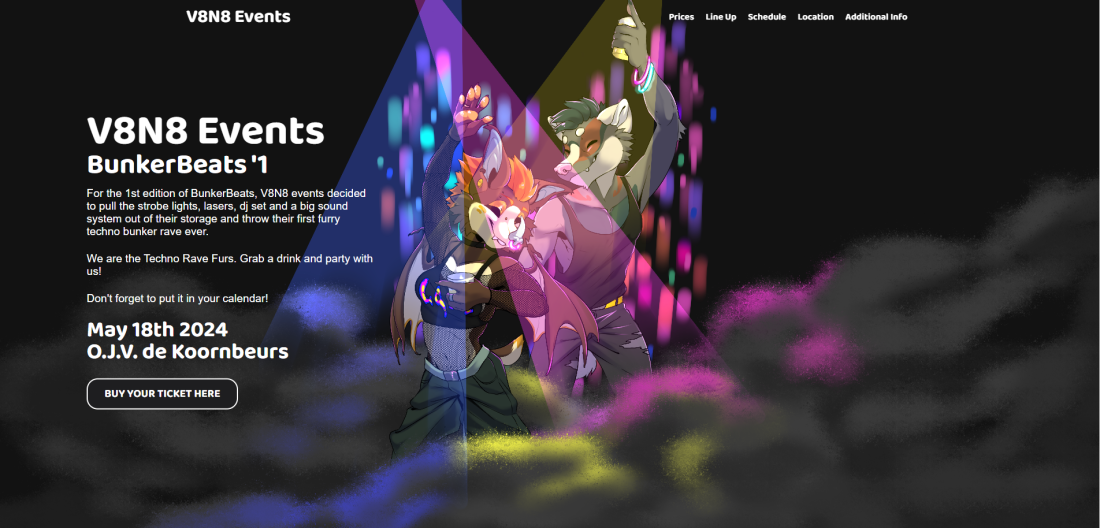 V8N8 Events
Prices Line Up Schedule Location Additional Info
V8N8 Events
BunkerBeats '1
For the 1st edition of BunkerBeats, V8N8 events decided
to pull the strobe lights, lasers, dj set and a big sound
system out of their storage and throw their first furry
techno bunker rave ever.
We are the Techno Rave Furs. Grab a drink and party with
us!
Don't forget to put it in your calendar!
May 18th 2024
O.J.V. de Koornbeurs
BUY YOUR TICKET HERE